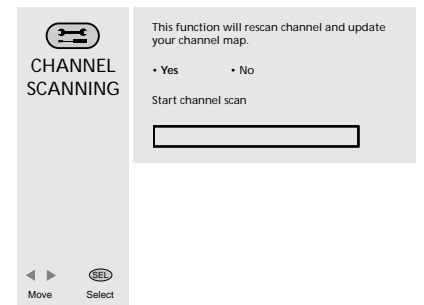 CHANNEL
SCANNING
This function will rescan channel and update
your channel map.
• Yes • No
Start channel scan
SEL
Move Select